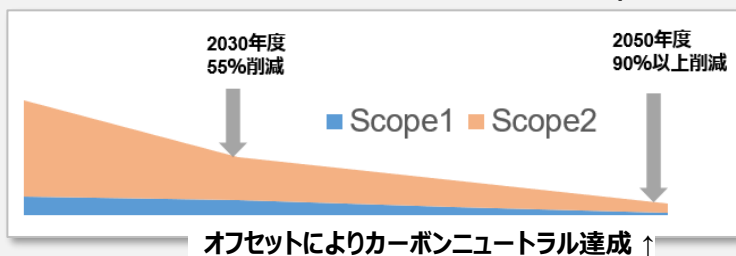 2030年度
55%削減
2050年度
90%以上削減
Scope1 Scope2
オフセットによりカーボンニュートラル達成 ↑